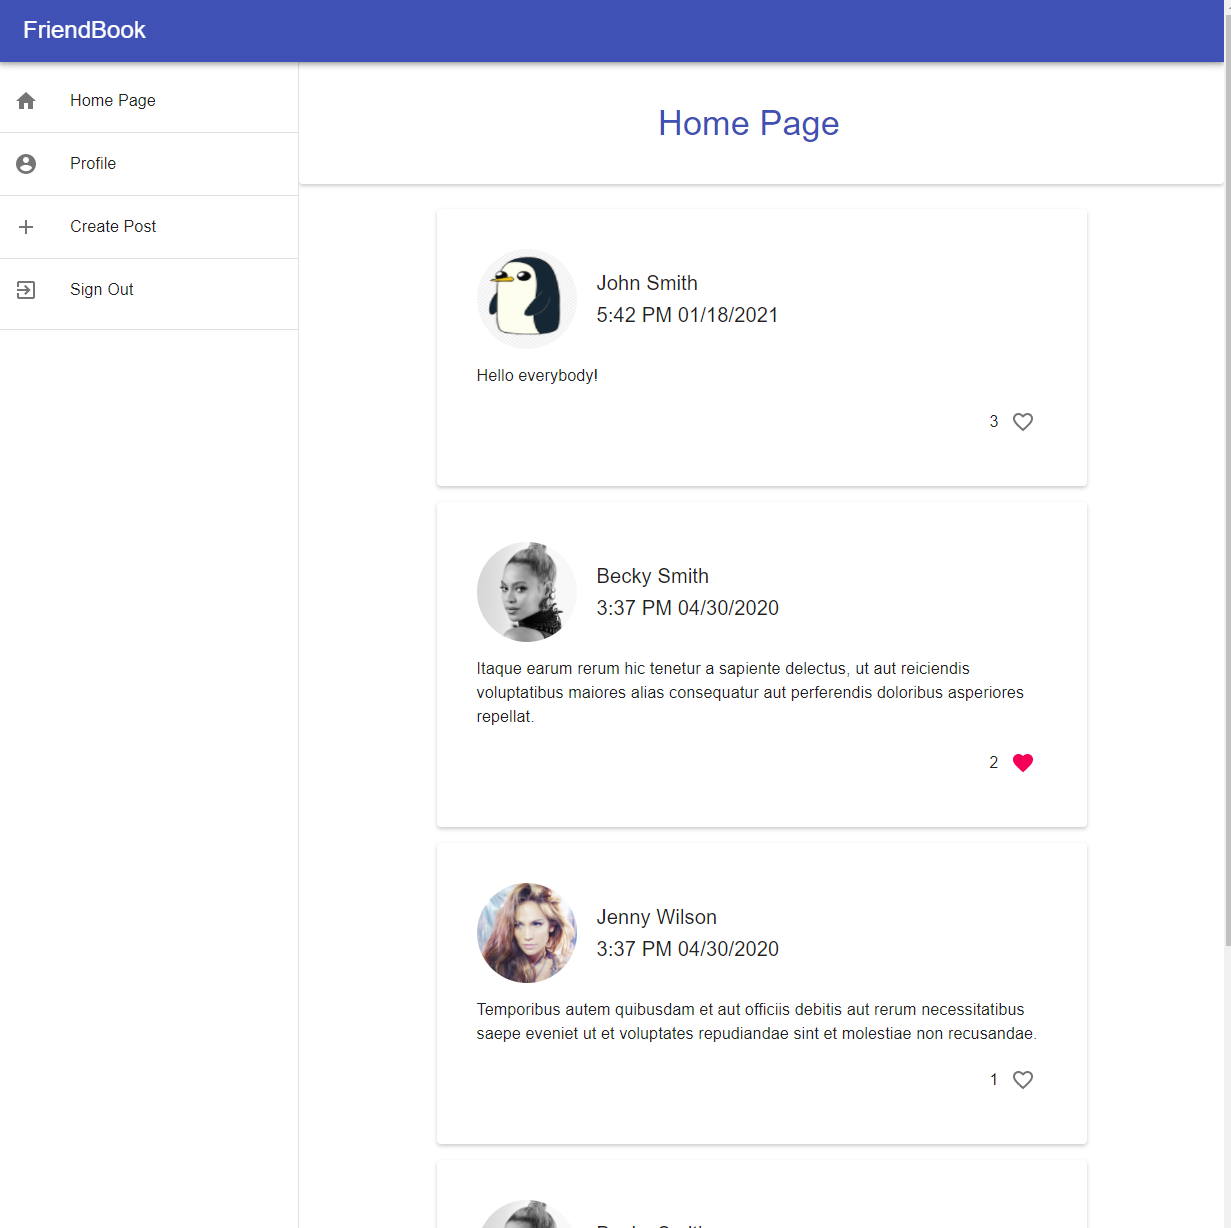 FriendBook
Home Page
Profile
Create Post
Sign Out
Home Page
John Smith
5:42 PM 01/18/2021
Hello everybody!
3
Becky Smith
3:37 PM 04/30/2020
Itaque earum rerum hic tenetur a sapiente delectus, ut aut reiciendis
voluptatibus maiores alias consequatur aut perferendis doloribus asperiores
repellat.
2
Jenny Wilson
3:37 PM 04/30/2020
Temporibus autem quibusdam et aut officiis debitis aut rerum necessitatibus
saepe eveniet ut et voluptates repudiandae sint et molestiae non recusandae.
1